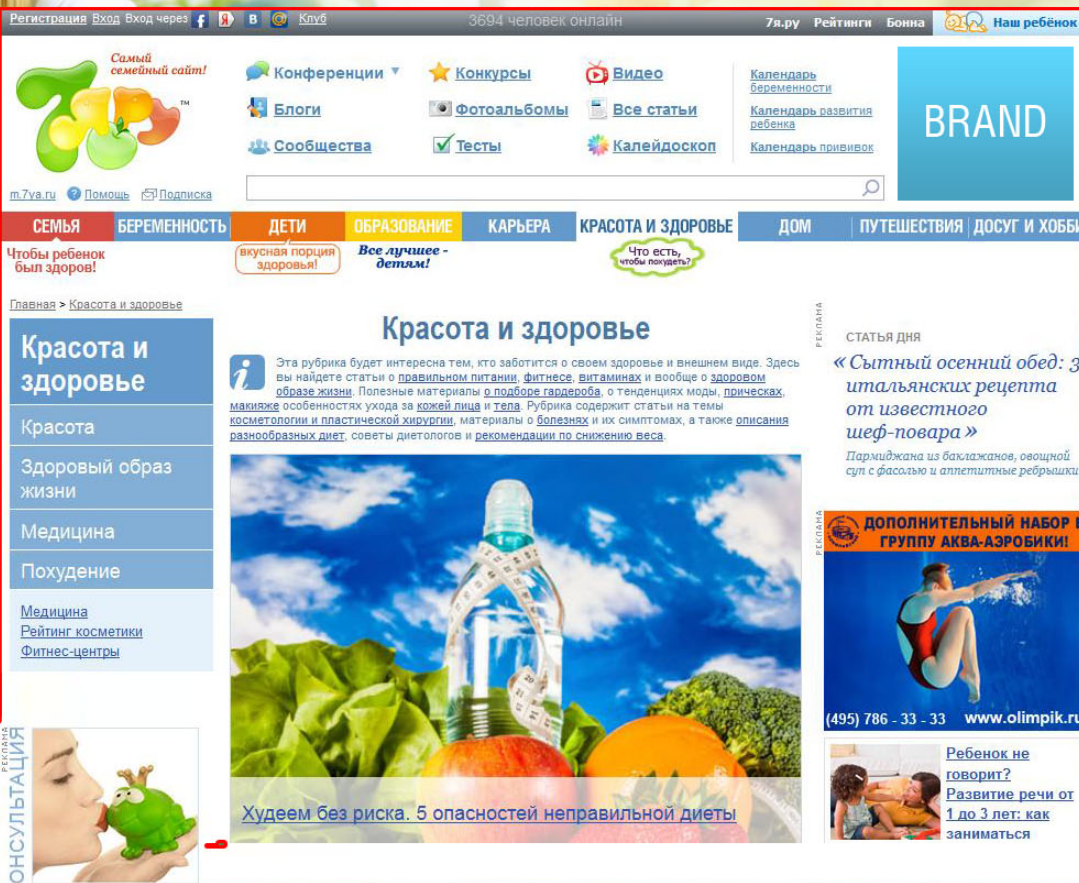 Регистрация Вход Вход через f Я В @ Клуб
3694 человек онлайн
7я.ру Рейтинги Бонна Наш ребёнок
Самый
семейный сайт!
7яру™
Конференции ▼
Конкурсы
Видео
Блоги
Фотоальбомы
Все статьи
Сообщества
Тесты
Калейдоскоп
Календарь
беременности
Календарь развития
ребенка
Календарь прививок
BRAND
m.7ya.ru ? Помощь Подписка
СЕМЬЯ БЕРЕМЕННОСТЬ ДЕТИ ОБРАЗОВАНИЕ КАРЬЕРА КРАСОТА И ЗДОРОВЬЕ ДОМ ПУТЕШЕСТВИЯ ДОСУГ И ХОББИ
Чтобы ребенок
был здоров!
вкусная порция
здоровья!
Все лучшее -
детям!
Что есть,
чтобы похудеть?
Главная > Красота и здоровье
Красота и
здоровье
Красота
Здоровый образ
жизни
Медицина
Похудение
Медицина
Рейтинг косметики
Фитнес-центры
Красота и здоровье
i
Эта рубрика будет интересна тем, кто заботится о своем здоровье и внешнем виде. Здесь
вы найдете статьи о правильном питании, фитнесе, витаминах и вообще о здоровом
образе жизни. Полезные материалы о подборе гардероба, о тенденциях моды, прическах,
макияже особенностях ухода за кожей лица и тела. Рубрика содержит статьи на темы
косметологии и пластической хирургии, материалы о болезнях и их симптомах, а также описания
разнообразных диет, советы диетологов и рекомендации по снижению веса.
Худеем без риска. 5 опасностей неправильной диеты
РЕКЛАМА
СТАТЬЯ ДНЯ
«Сытный осенний обед: 3
итальянских рецепта
от известного
шеф-повара»
Пармиджана из баклажанов, овощной
суп с фасолью и аппетитные ребрышки
РЕКЛАМА
ДОПОЛНИТЕЛЬНЫЙ НАБОР В
ГРУППУ АКВА-АЭРОБИКИ!
(495) 786 - 33 - 33 www.olimpik.ru
Ребенок не
говорит?
Развитие речи от
1 до 3 лет: как
заниматься
РЕКЛАМА
ОНСУЛЬТАЦИЯ